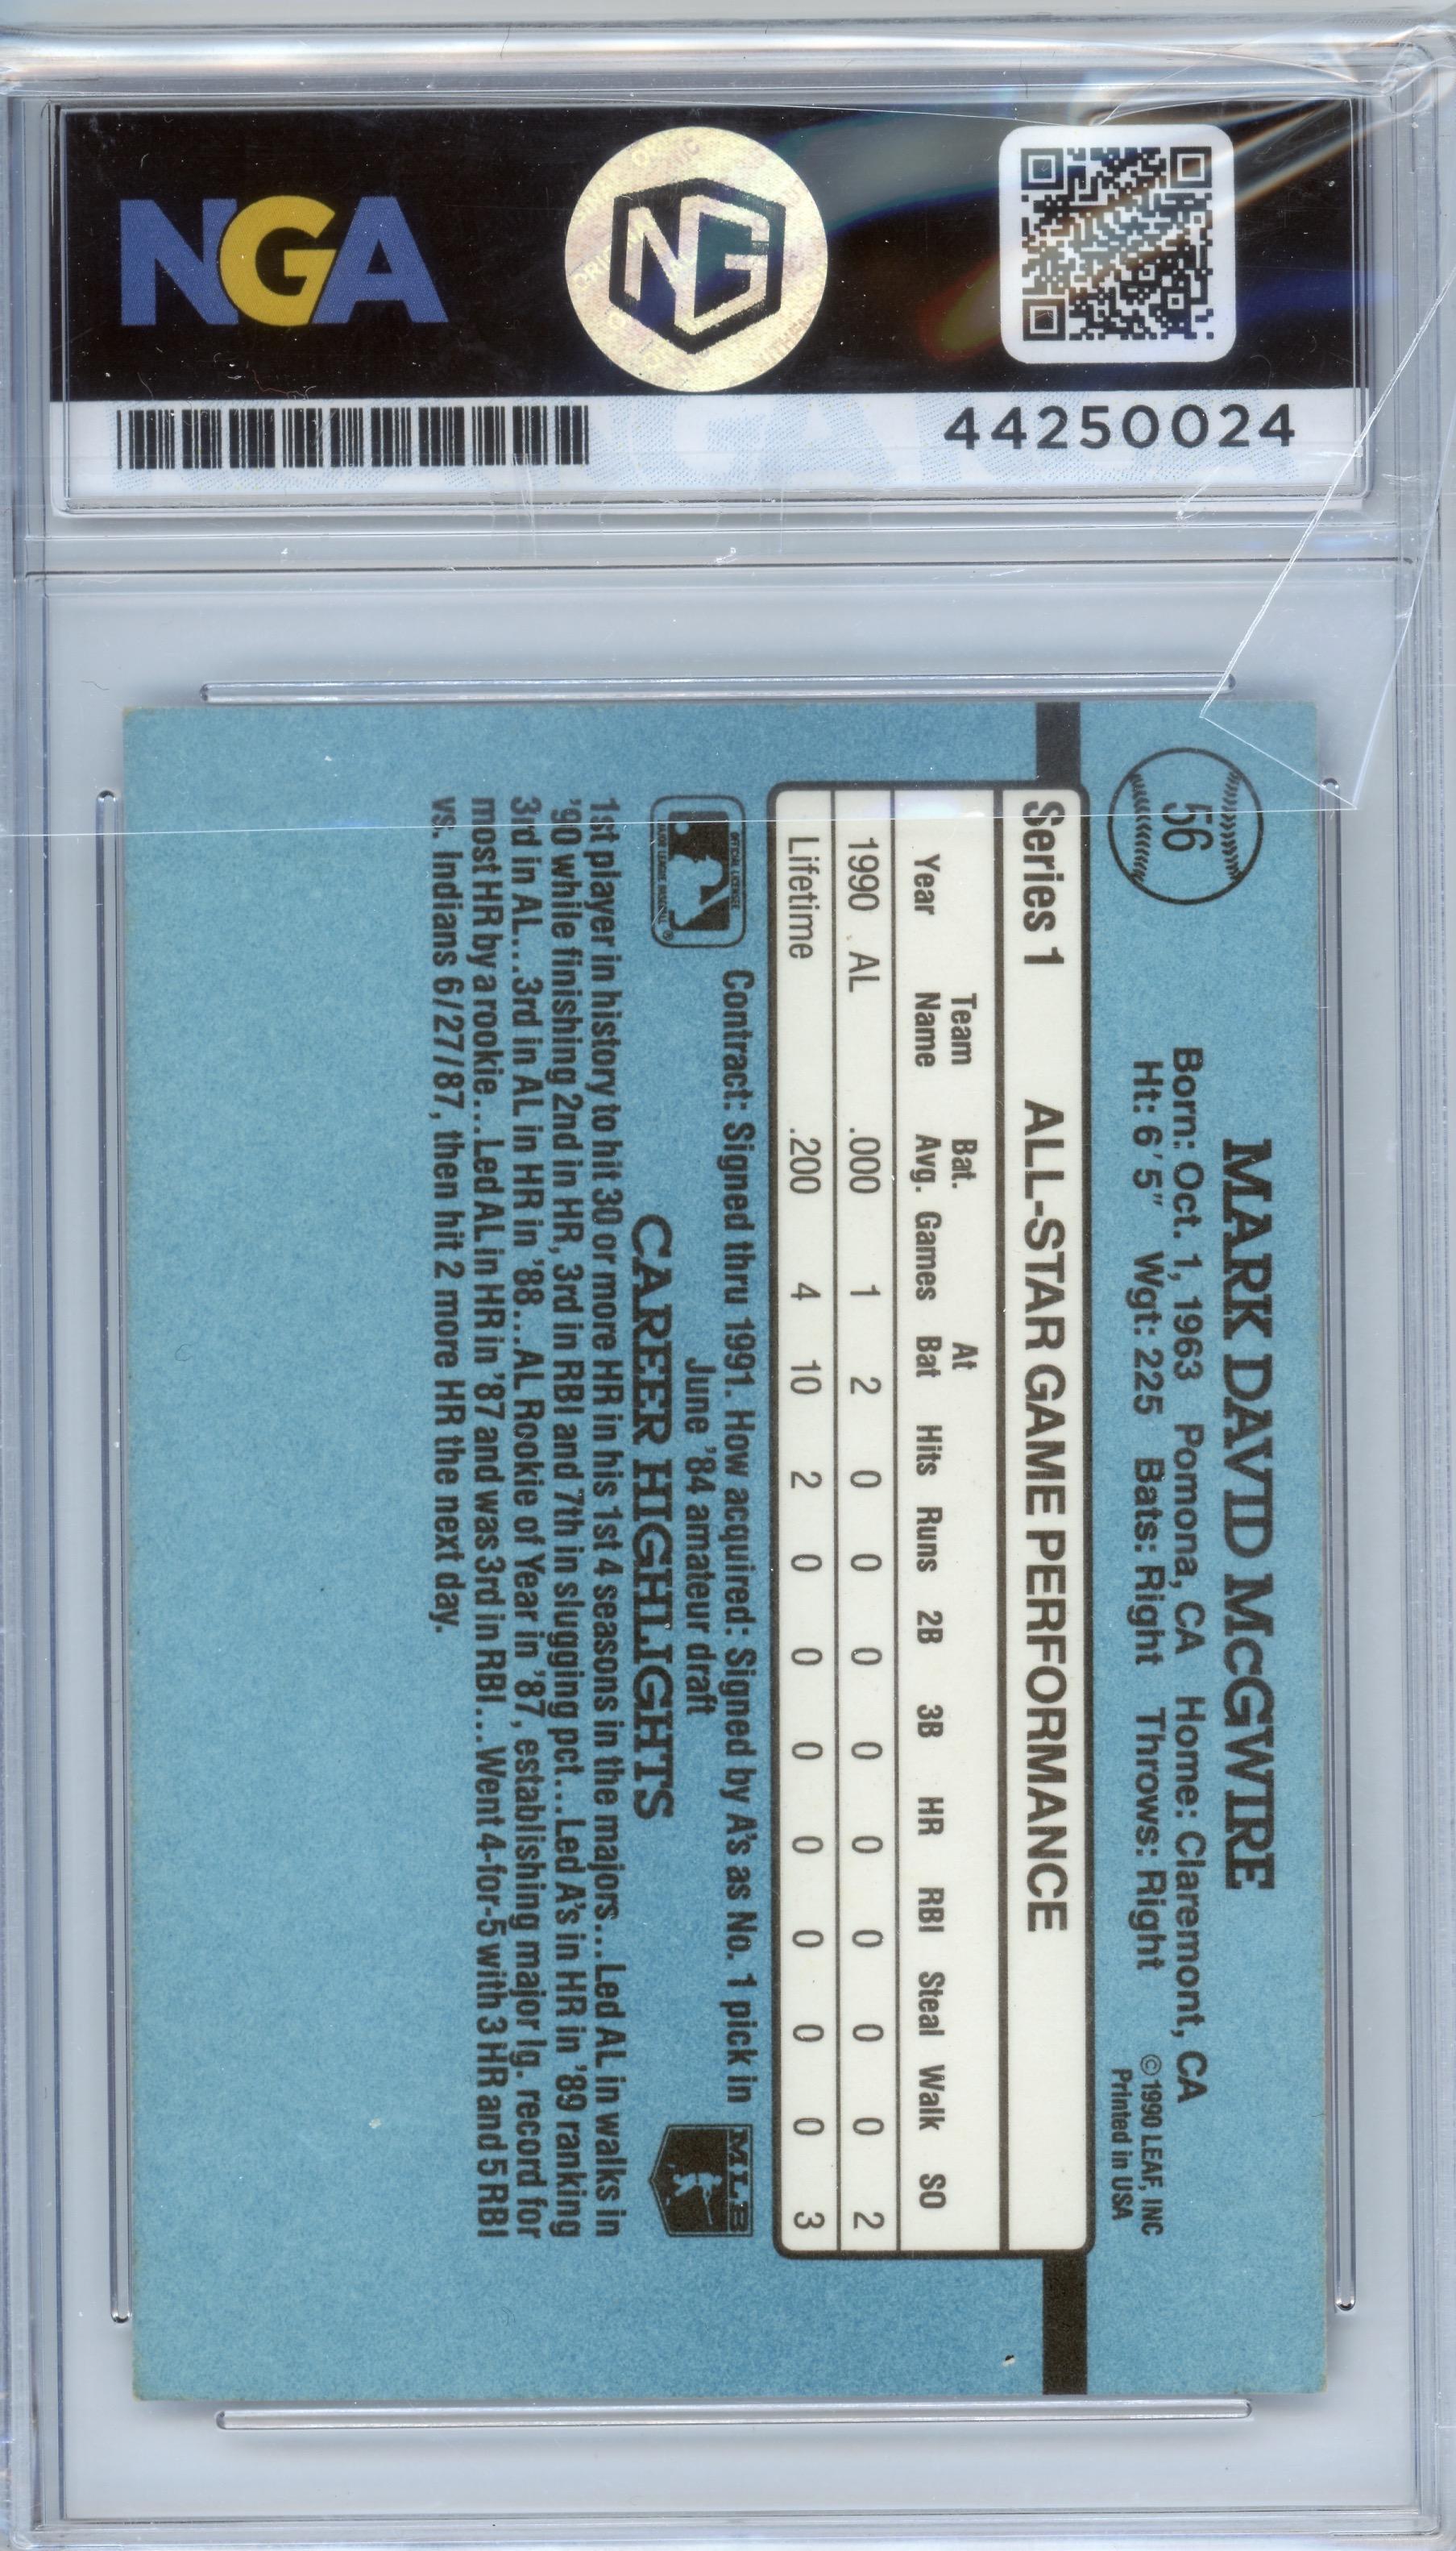 NGA
NG
44250024
56
MARK DAVID McGWIRE
Born: Oct. 1, 1963 Pomona, CA Home: Claremont, CA
Ht: 6'5" Wgt: 225 Bats: Right Throws: Right
© 1990 LEAF, INC
Printed in USA
Series 1 ALL-STAR GAME PERFORMANCE
Team Bat. At
Year Name Avg. Games Bat Hits Runs 2B 3B HR RBI Steal Walk SO
1990 AL .000 1 2 0 0 0 0 0 0 0 0 2
Lifetime .200 4 10 2 0 0 0 0 0 0 0 3
OFFICIAL LICENSEE
MAJOR LEAGUE BASEBALL ®
Contract: Signed thru 1991. How acquired: Signed by A's as No. 1 pick in
June '84 amateur draft
MLB
CAREER HIGHLIGHTS
1st player in history to hit 30 or more HR in his 1st 4 seasons in the majors...Led AL in walks in
'90 while finishing 2nd in HR, 3rd in RBI and 7th in slugging pct...Led A's in HR in '89 ranking
3rd in AL...3rd in AL in HR in '88...AL Rookie of Year in '87, establishing major lg. record for
most HR by a rookie...Led AL in HR in '87 and was 3rd in RBI...Went 4-for-5 with 3 HR and 5 RBI
vs. Indians 6/27/87, then hit 2 more HR the next day.